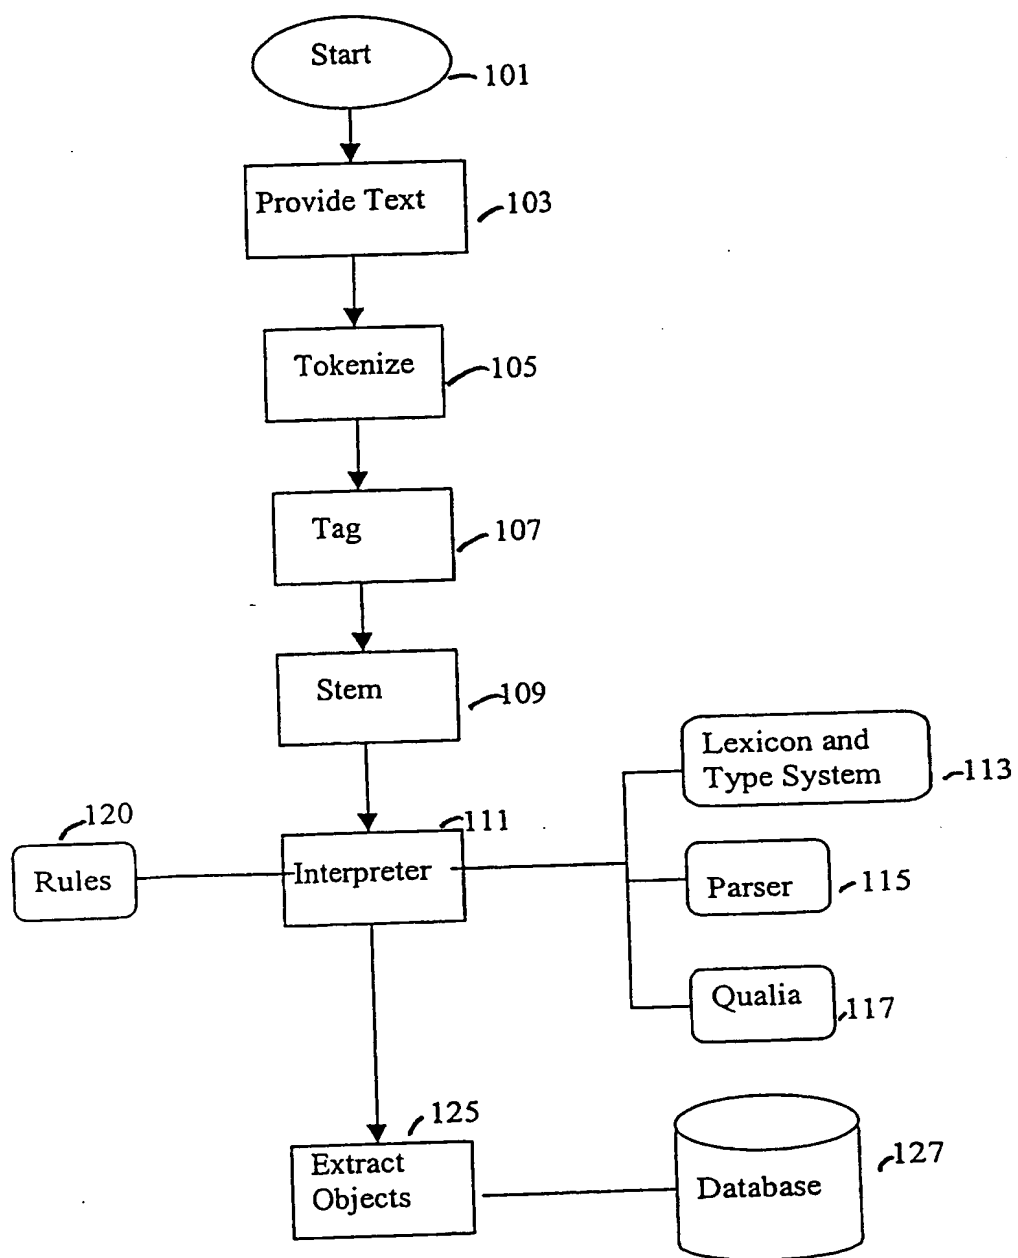 Start
101
Provide Text
103
Tokenize
105
Tag
107
Stem
109
Lexicon and
Type System
113
120
111
Rules
Interpreter
Parser
115
Qualia
117
125
Extract
Objects
Database
127